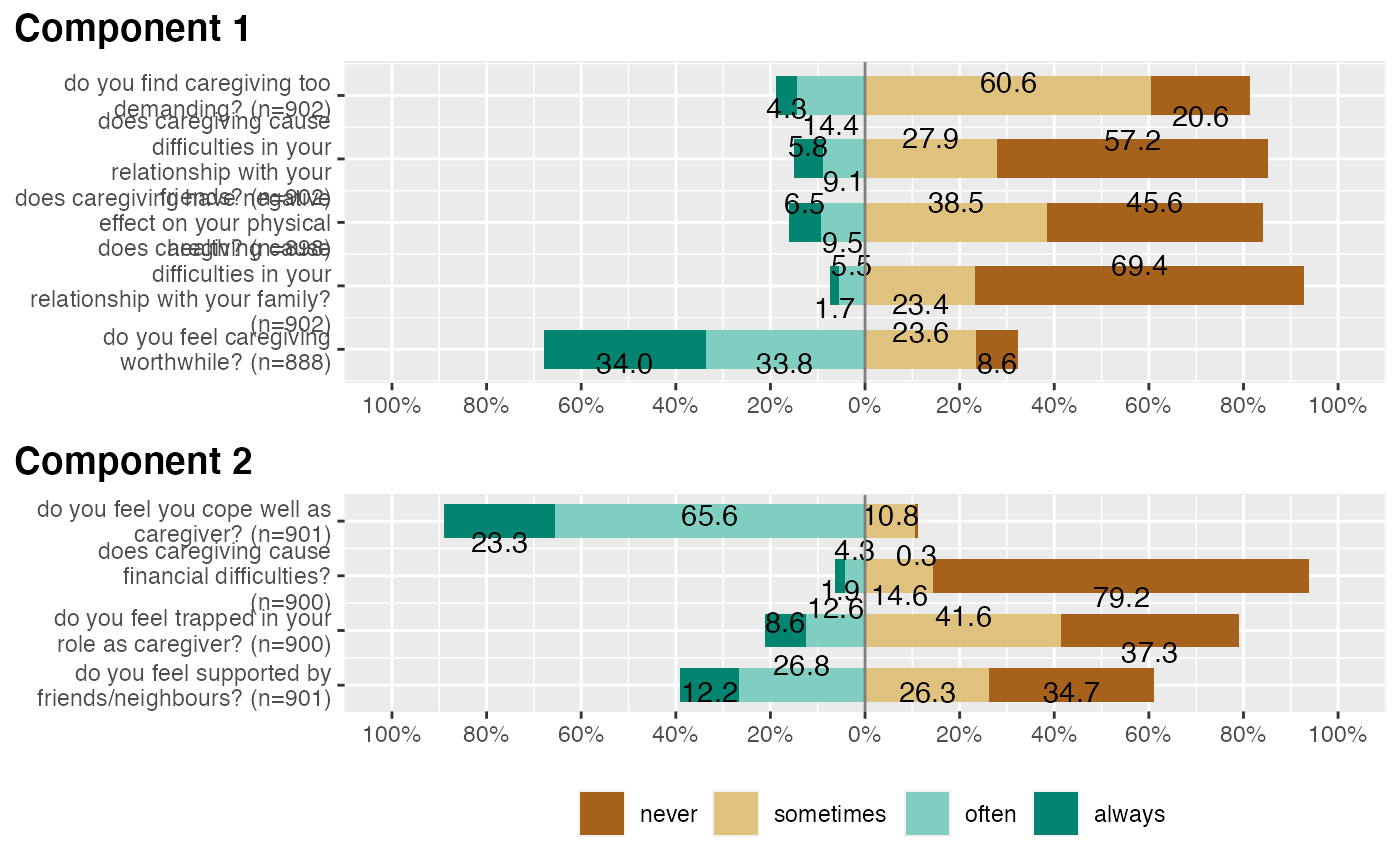 Component 1
do you find caregiving too
demanding? (n=902)
does caregiving cause
difficulties in your
relationship with your
friends? (n=902)
does caregiving have negative
effect on your physical
health? (n=898)
does caregiving cause
difficulties in your
relationship with your family?
(n=902)
do you feel caregiving
worthwhile? (n=888)
4.3
14.4
60.6
20.6
5.8
9.1
27.9
57.2
6.5
9.5
38.5
45.6
1.7
5.5
23.4
69.4
34.0
33.8
23.6
8.6
100% 80% 60% 40% 20% 0% 20% 40% 60% 80% 100%
Component 2
do you feel you cope well as
caregiver? (n=901)
does caregiving cause
financial difficulties?
(n=900)
do you feel trapped in your
role as caregiver? (n=900)
do you feel supported by
friends/neighbours? (n=901)
23.3
65.6
10.8
0.3
1.9
4.3
14.6
79.2
8.6
12.6
41.6
37.3
12.2
26.8
26.3
34.7
100% 80% 60% 40% 20% 0% 20% 40% 60% 80% 100%
never sometimes often always